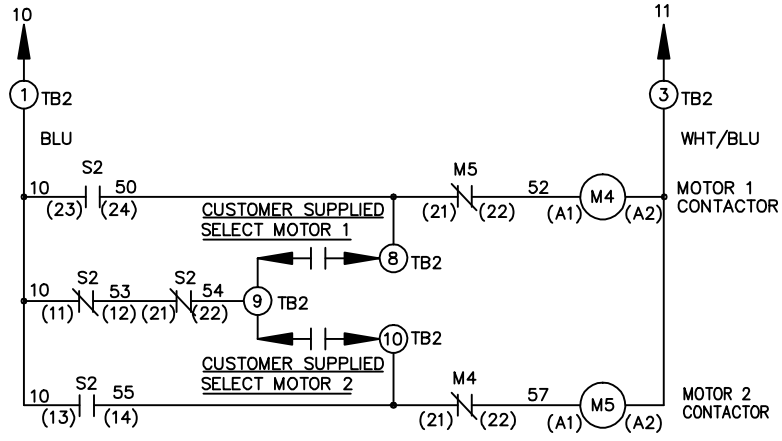 10 11
1 TB2 3 TB2
BLU WHT/BLU
S2 M5
10 50 52 M4 MOTOR 1
(23) (24) (21) (22) (A1) (A2) CONTACTOR
CUSTOMER SUPPLIED
SELECT MOTOR 1
8 TB2
S2 S2
10 53 54 9 TB2
(11) (12) (21) (22)
10 TB2
CUSTOMER SUPPLIED
SELECT MOTOR 2
S2 M4
10 55 57 M5 MOTOR 2
(13) (14) (21) (22) (A1) (A2) CONTACTOR